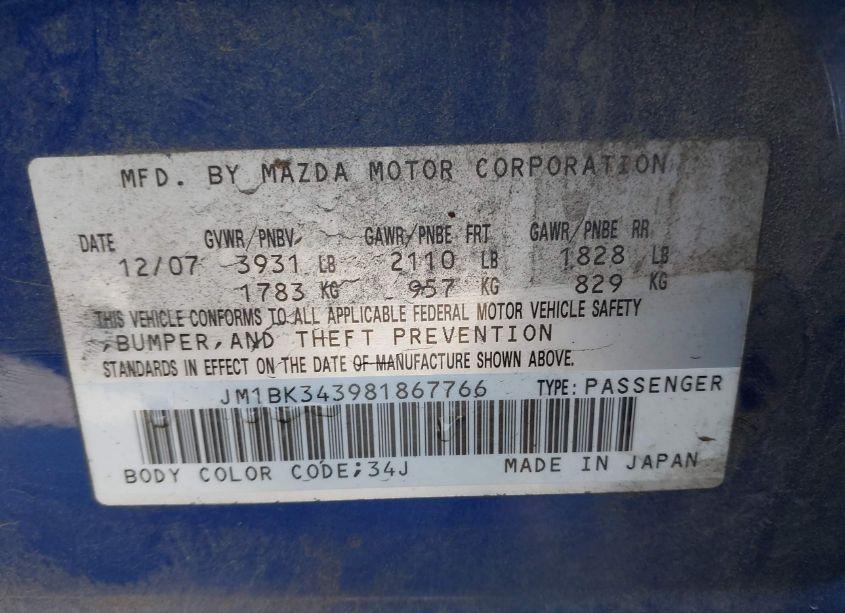 MFD. BY MAZDA MOTOR CORPORATION
DATE GVWR/PNBV GAWR/PNBE FRT GAWR/PNBE RR
12/07 3931 LB 2110 LB 1828 LB
1783 KG 957 KG 829 KG
THIS VEHICLE CONFORMS TO ALL APPLICABLE FEDERAL MOTOR VEHICLE SAFETY
,BUMPER,AND THEFT PREVENTION
STANDARDS IN EFFECT ON THE DATE OF MANUFACTURE SHOWN ABOVE.
JM1BK343981867766 TYPE:PASSENGER
BODY COLOR CODE;34J MADE IN JAPAN